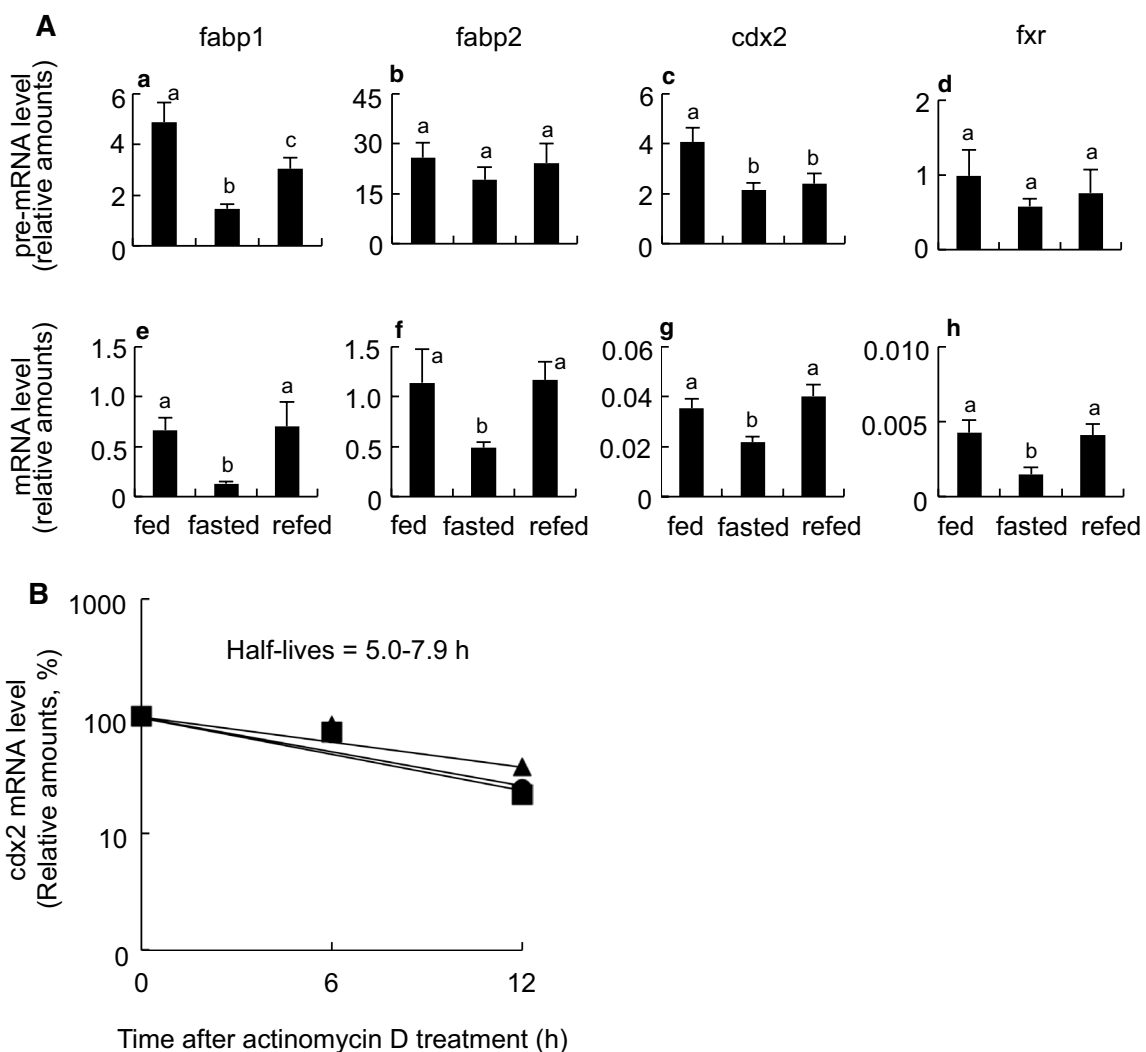 A
fabp1 fabp2 cdx2 fxr
pre-mRNA level
(relative amounts)
a
6
4
2
0
a
b
c
b
45
30
15
0
a
a
a
c
6
4
2
0
a
b
b
d
2
1
0
a
a
a
mRNA level
(relative amounts)
e
1.5
1.0
0.5
0
a
b
a
fed fasted refed
f
1.5
1.0
0.5
0
a
b
a
fed fasted refed
g
0.06
0.04
0.02
0
a
b
a
fed fasted refed
h
0.010
0.005
0
a
b
a
fed fasted refed
B
cdx2 mRNA level
(Relative amounts, %)
1000
100
10
0
Half-lives = 5.0-7.9 h
0 6 12
Time after actinomycin D treatment (h)